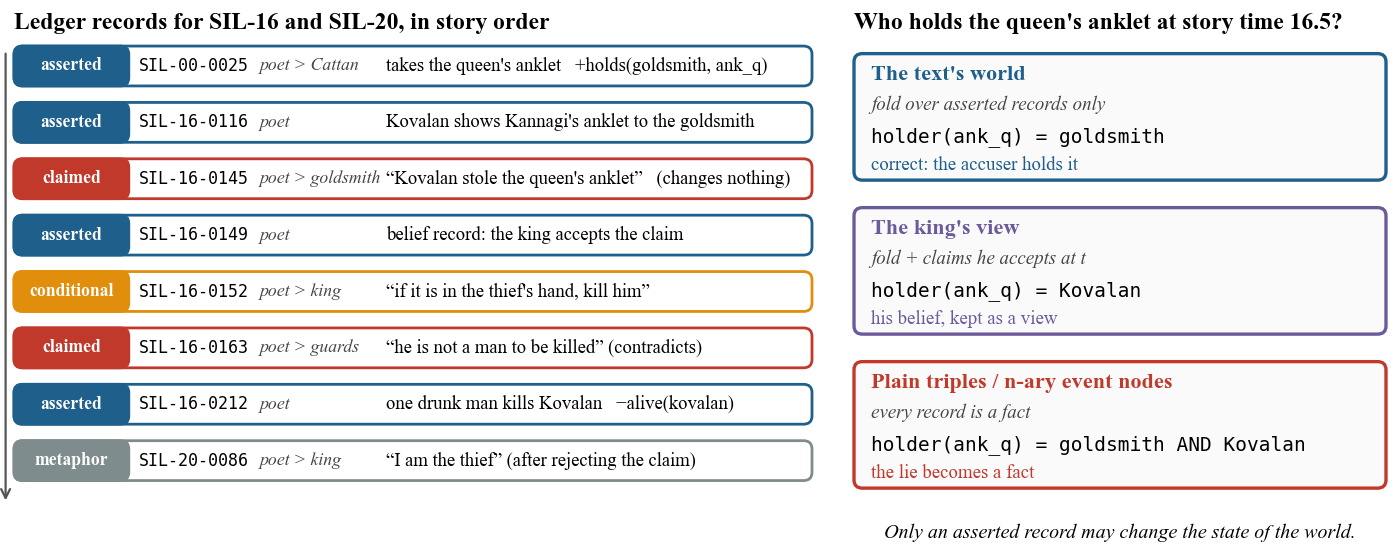 Ledger records for SIL-16 and SIL-20, in story order
asserted SIL-00-0025 poet > Cattan takes the queen's anklet +holds(goldsmith, ank_q)
asserted SIL-16-0116 poet Kovalan shows Kannagi's anklet to the goldsmith
claimed SIL-16-0145 poet > goldsmith “Kovalan stole the queen's anklet” (changes nothing)
asserted SIL-16-0149 poet belief record: the king accepts the claim
conditional SIL-16-0152 poet > king “if it is in the thief's hand, kill him”
claimed SIL-16-0163 poet > guards “he is not a man to be killed” (contradicts)
asserted SIL-16-0212 poet one drunk man kills Kovalan −alive(kovalan)
metaphor SIL-20-0086 poet > king “I am the thief” (after rejecting the claim)
Who holds the queen's anklet at story time 16.5?
The text's world
fold over asserted records only
holder(ank_q) = goldsmith
correct: the accuser holds it
The king's view
fold + claims he accepts at t
holder(ank_q) = Kovalan
his belief, kept as a view
Plain triples / n-ary event nodes
every record is a fact
holder(ank_q) = goldsmith AND Kovalan
the lie becomes a fact
Only an asserted record may change the state of the world.